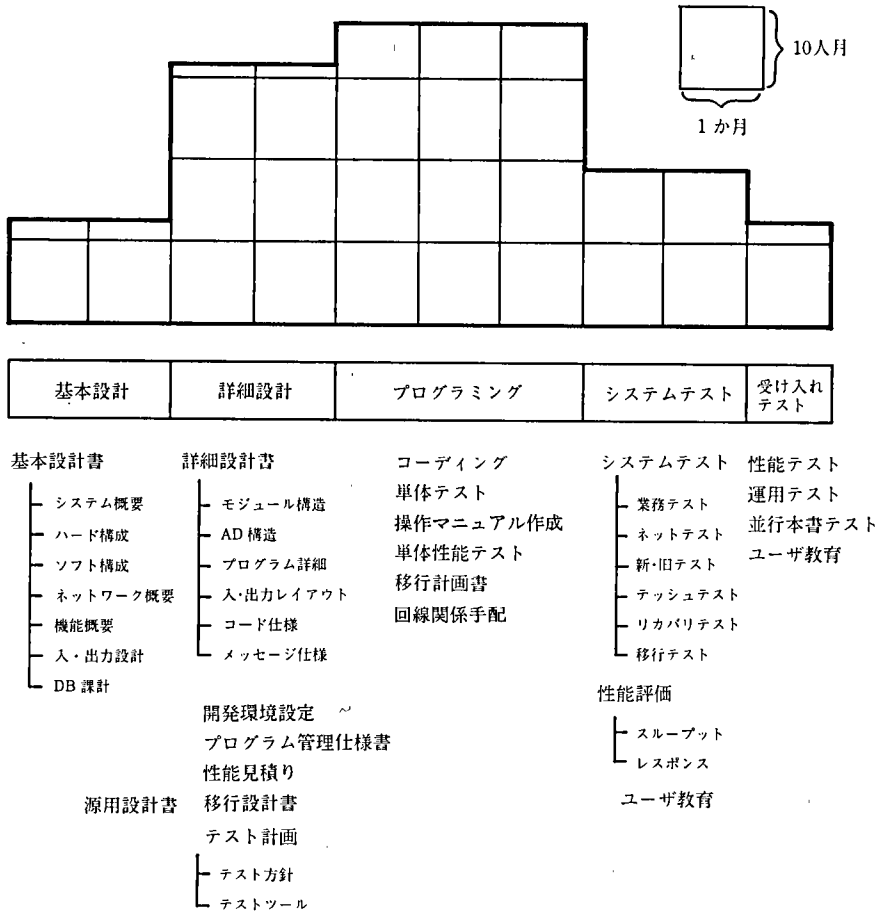 10人月
1か月
基本設計
詳細設計
プログラミング
システムテスト
受け入れ
テスト
基本設計書
システム概要
ハード構成
ソフト構成
ネットワーク概要
機能概要
入・出力設計
DB 課計
詳細設計書
モジュール構造
AD 構造
プログラム詳細
入・出力レイアウト
コード仕様
メッセージ仕様
開発環境設定
プログラム管理仕様書
性能見積り
源用設計書
移行設計書
テスト計画
テスト方針
テストツール
コーディング
単体テスト
操作マニュアル作成
単体性能テスト
移行計画書
回線関係手配
システムテスト
業務テスト
ネットテスト
新・旧テスト
テッシュテスト
リカバリテスト
移行テスト
性能評価
スループット
レスポンス
ユーザ教育
性能テスト
運用テスト
並行本書テスト
ユーザ教育